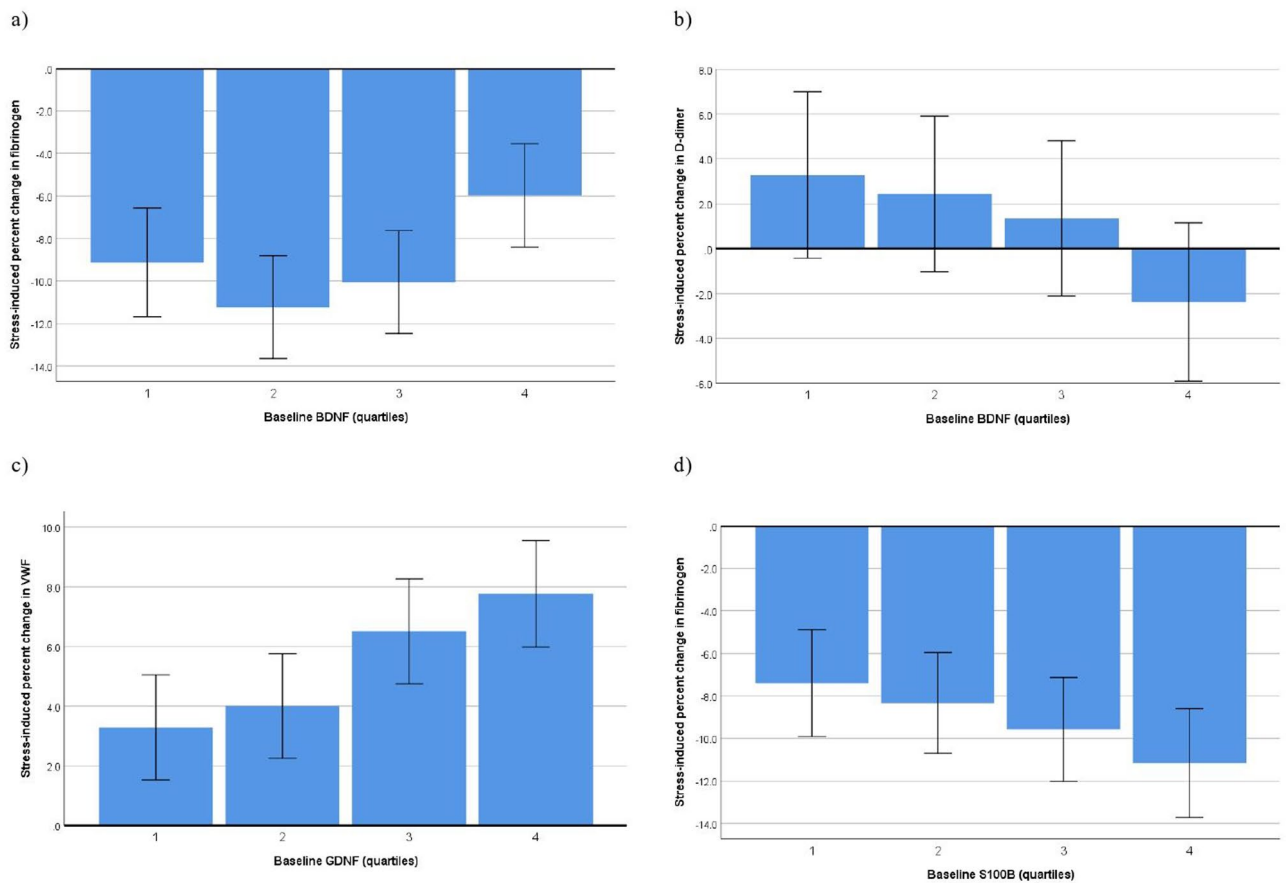 a)
Stress-induced percent change in fibrinogen
.0
-2.0
-4.0
-6.0
-8.0
-10.0
-12.0
-14.0
1 2 3 4
Baseline BDNF (quartiles)
b)
Stress-induced percent change in D-dimer
8.0
6.0
4.0
2.0
.0
-2.0
-4.0
-6.0
1 2 3 4
Baseline BDNF (quartiles)
c)
Stress-induced percent change in VWF
10.0
8.0
6.0
4.0
2.0
.0
1 2 3 4
Baseline GDNF (quartiles)
d)
Stress-induced percent change in fibrinogen
.0
-2.0
-4.0
-6.0
-8.0
-10.0
-12.0
-14.0
1 2 3 4
Baseline S100B (quartiles)